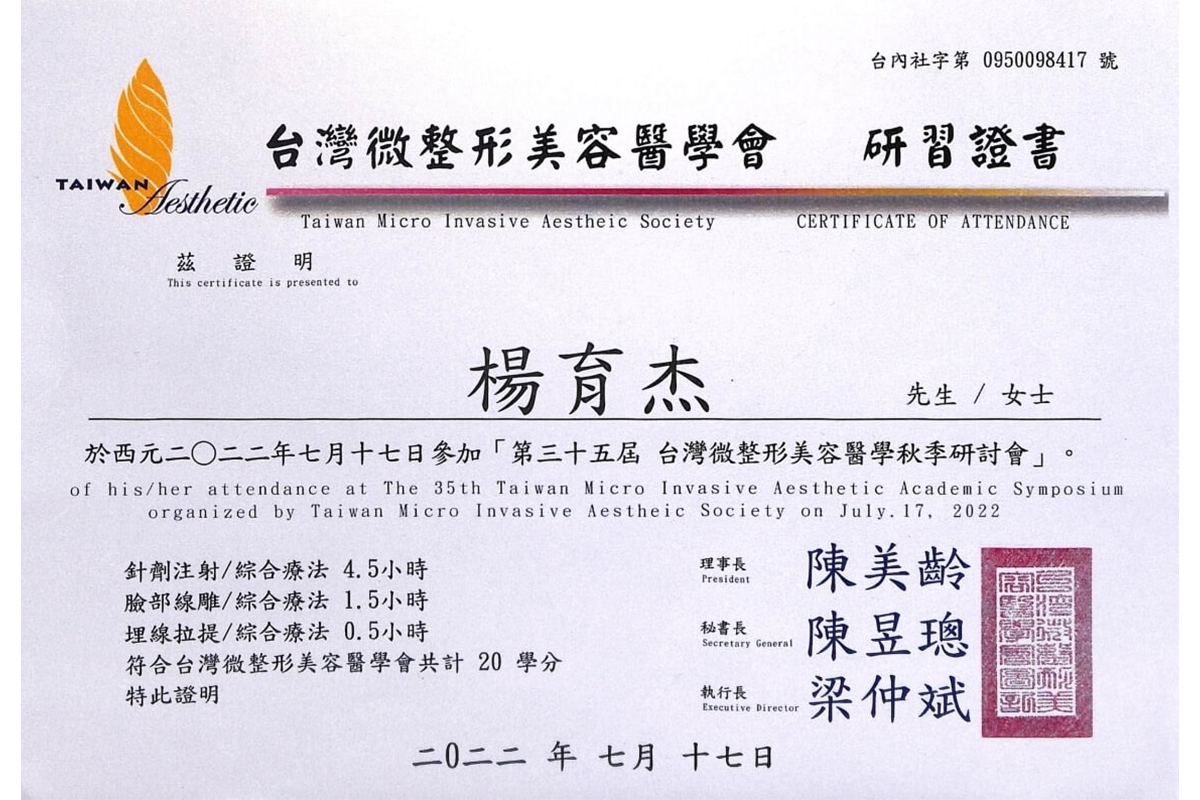 台內社字第 0950098417 號
台灣微整形美容醫學會 研習證書
TAIWAN Aesthetic
Taiwan Micro Invasive Aestheic Society CERTIFICATE OF ATTENDANCE
茲 證 明
This certificate is presented to
楊育杰 先生 / 女士
於西元二〇二二年七月十七日參加「第三十五屆 台灣微整形美容醫學秋季研討會」。
of his/her attendance at The 35th Taiwan Micro Invasive Aesthetic Academic Symposium
organized by Taiwan Micro Invasive Aestheic Society on July.17, 2022
針劑注射/綜合療法 4.5小時
臉部線雕/綜合療法 1.5小時
埋線拉提/綜合療法 0.5小時
符合台灣微整形美容醫學會共計 20 學分
特此證明
理事長 陳美齡
President
秘書長 陳昱璁
Secretary General
執行長 梁仲斌
Executive Director
二〇二二 年 七月 十七日